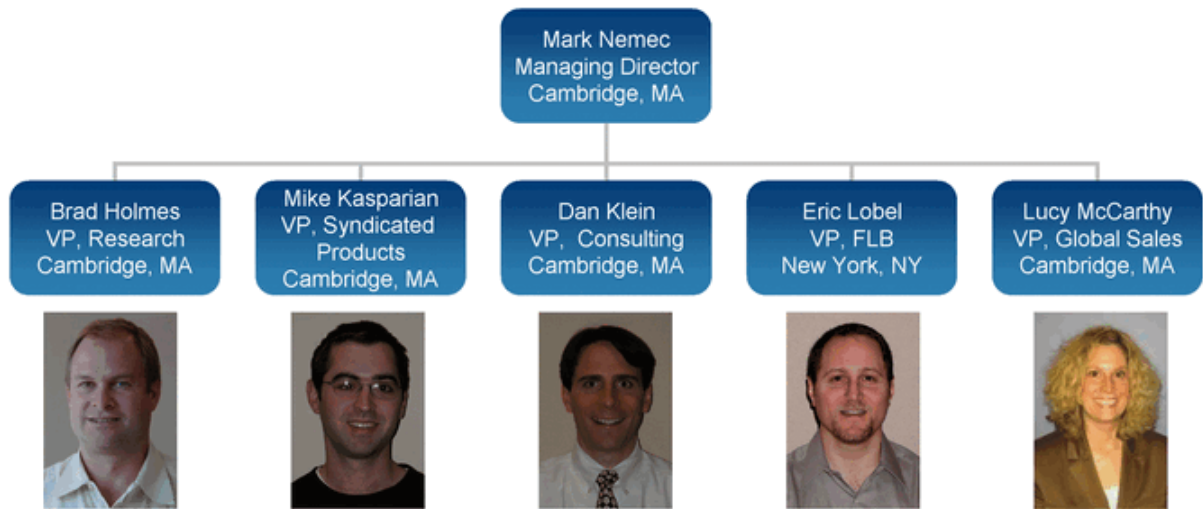 Mark Nemec
Managing Director
Cambridge, MA
Brad Holmes
VP, Research
Cambridge, MA
Mike Kasparian
VP, Syndicated
Products
Cambridge, MA
Dan Klein
VP, Consulting
Cambridge, MA
Eric Lobel
VP, FLB
New York, NY
Lucy McCarthy
VP, Global Sales
Cambridge, MA